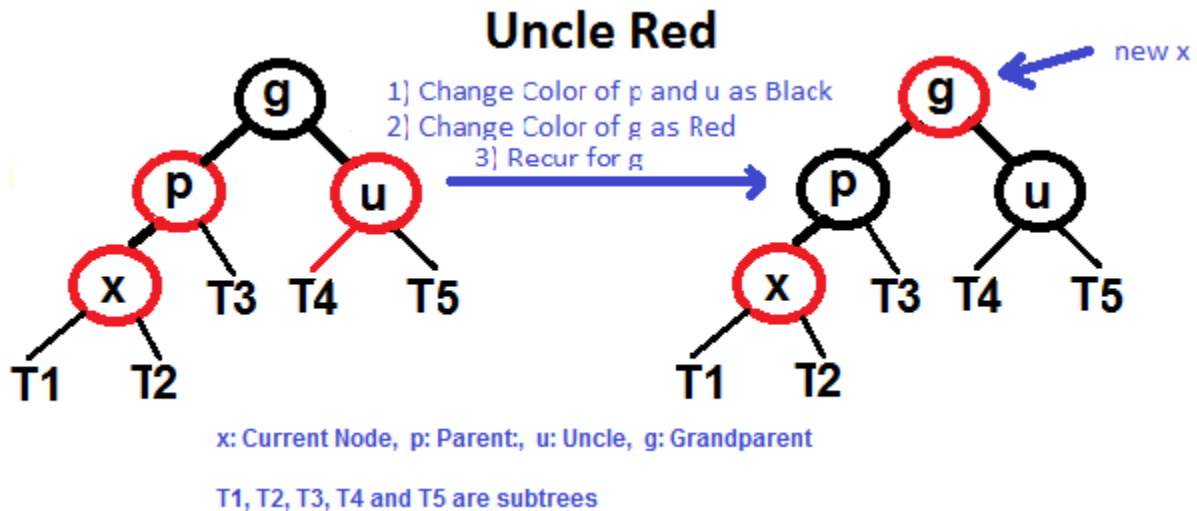 Uncle Red
1) Change Color of p and u as Black
2) Change Color of g as Red
3) Recur for g
new x
g
p
u
x
T3
T4
T5
T1
T2
g
p
u
x
T3
T4
T5
T1
T2
x: Current Node, p: Parent:, u: Uncle, g: Grandparent
T1, T2, T3, T4 and T5 are subtrees